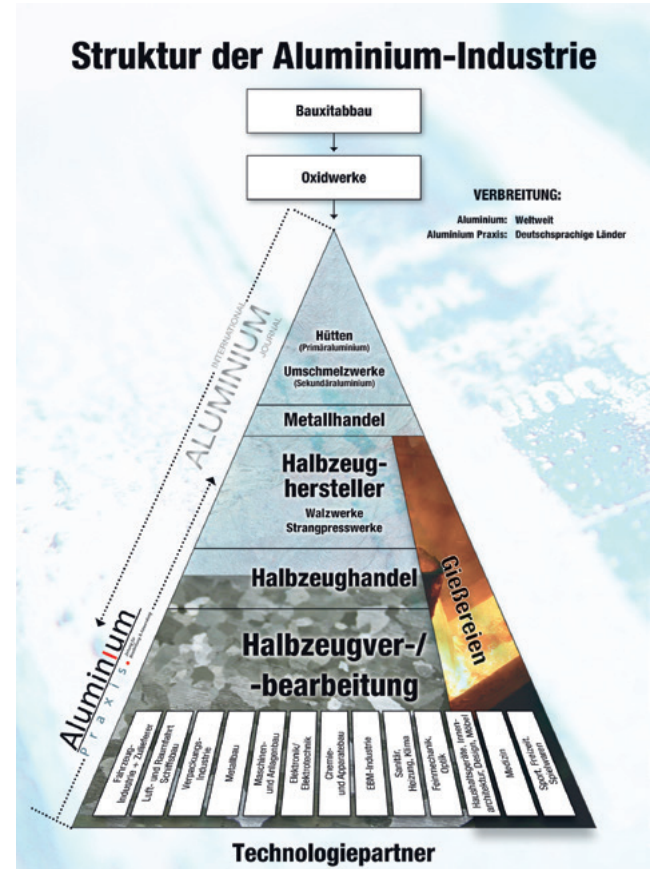 Struktur der Aluminium-Industrie
Bauxitabbau
Oxidwerke
VERBREITUNG:
Aluminium: Weltweit
Aluminium Praxis: Deutschsprachige Länder
INTERNATIONAL
ALUMINIUM
JOURNAL
Hütten
(Primäraluminium)
Umschmelzwerke
(Sekundäraluminium)
Metallhandel
Halbzeug-
hersteller
Walzwerke
Strangpresswerke
Gießereien
Halbzeughandel
Halbzeugver-/
-bearbeitung
Aluminium
Praxis
Fahrzeug-
Industrie + Zulieferer
Luft- und Raumfahrt
Schiffsbau
Verpackungs-
Industrie
Metallbau
Maschinen-
und Anlagenbau
Elektronik/
Elektrotechnik
Chemie-
und Apparatebau
EBM-Industrie
Sanitär,
Heizung, Klima
Feinmechanik,
Optik
Haushaltsgeräte, Innen-
architektur, Design, Möbel
Medizin
Sport, Freizeit,
Spielwaren
Technologiepartner